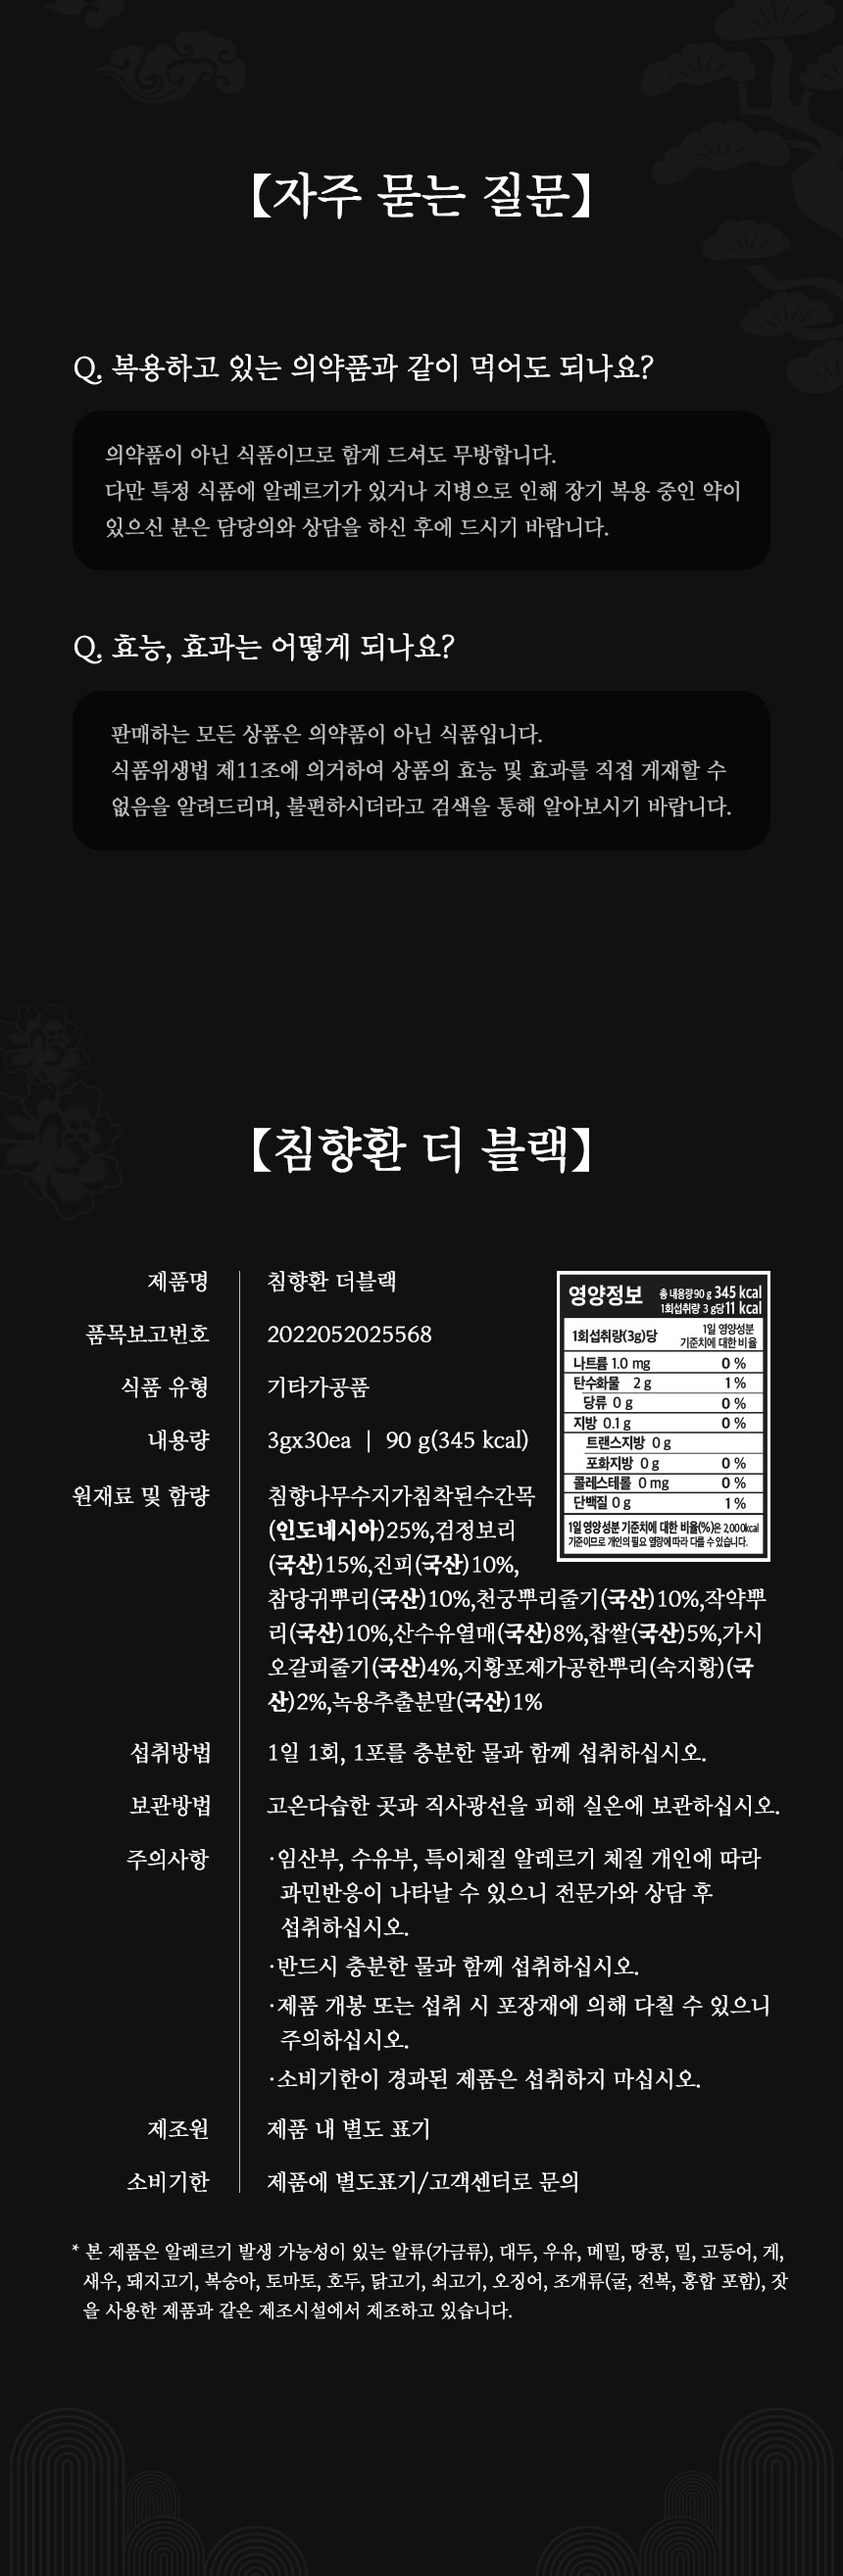 【자주 묻는 질문】
Q. 복용하고 있는 의약품과 같이 먹어도 되나요?
의약품이 아닌 식품이므로 함게 드셔도 무방합니다.
다만 특정 식품에 알레르기가 있거나 지병으로 인해 장기 복용 중인 약이
있으신 분은 담당의와 상담을 하신 후에 드시기 바랍니다.
Q. 효능, 효과는 어떻게 되나요?
판매하는 모든 상품은 의약품이 아닌 식품입니다.
식품위생법 제11조에 의거하여 상품의 효능 및 효과를 직접 게재할 수
없음을 알려드리며, 불편하시더라고 검색을 통해 알아보시기 바랍니다.
【침향환 더 블랙】
제품명 침향환 더블랙
품목보고번호 2022052025568
식품 유형 기타가공품
내용량 3gx30ea | 90 g(345 kcal)
원재료 및 함량 침향나무수지가침착된수간목
(인도네시아)25%,검정보리
(국산)15%,진피(국산)10%,
참당귀뿌리(국산)10%,천궁뿌리줄기(국산)10%,작약뿌
리(국산)10%,산수유열매(국산)8%,찹쌀(국산)5%,가시
오갈피줄기(국산)4%,지황포제가공한뿌리(숙지황)(국
산)2%,녹용추출분말(국산)1%
영양정보 총 내용량 90 g 345 kcal
1회섭취량 3 g당 11 kcal
1회섭취량(3g)당 1일 영양성분
기준치에 대한 비율
나트륨 1.0 mg 0 %
탄수화물 2 g 1 %
당류 0 g 0 %
지방 0.1 g 0 %
트랜스지방 0 g
포화지방 0 g 0 %
콜레스테롤 0 mg 0 %
단백질 0 g 1 %
1일 영양성분 기준치에 대한 비율(%)은 2,000kcal
기준이므로 개인의 필요 열량에 따라 다를 수 있습니다.
섭취방법 1일 1회, 1포를 충분한 물과 함께 섭취하십시오.
보관방법 고온다습한 곳과 직사광선을 피해 실온에 보관하십시오.
주의사항 ·임산부, 수유부, 특이체질 알레르기 체질 개인에 따라
과민반응이 나타날 수 있으니 전문가와 상담 후
섭취하십시오.
·반드시 충분한 물과 함께 섭취하십시오.
·제품 개봉 또는 섭취 시 포장재에 의해 다칠 수 있으니
주의하십시오.
·소비기한이 경과된 제품은 섭취하지 마십시오.
제조원 제품 내 별도 표기
소비기한 제품에 별도표기/고객센터로 문의
* 본 제품은 알레르기 발생 가능성이 있는 알류(가금류), 대두, 우유, 메밀, 땅콩, 밀, 고등어, 게,
새우, 돼지고기, 복숭아, 토마토, 호두, 닭고기, 쇠고기, 오징어, 조개류(굴, 전복, 홍합 포함), 잣
을 사용한 제품과 같은 제조시설에서 제조하고 있습니다.